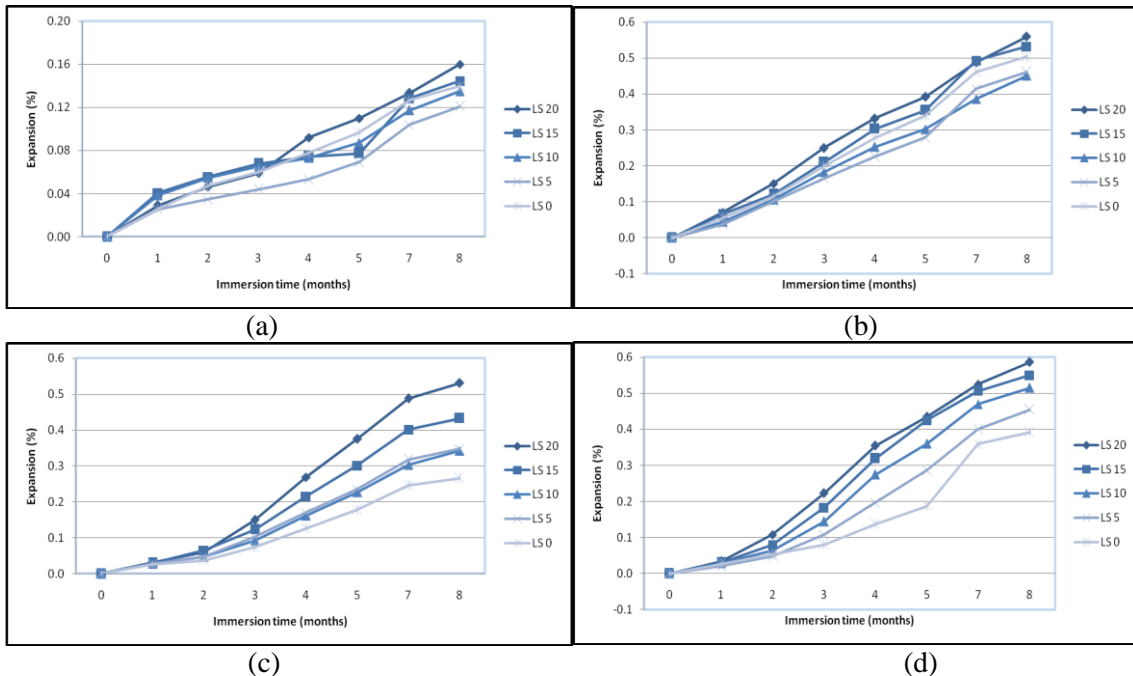 0.20
0.16
0.12
0.08
0.04
0.00
Expansion (%)
0 1 2 3 4 5 7 8
Immersion time (months)
LS 20
LS 15
LS 10
LS 5
LS 0
(a)
0.6
0.5
0.4
0.3
0.2
0.1
0.0
-0.1
Expansion (%)
0 1 2 3 4 5 7 8
Immersion time (months)
LS 20
LS 15
LS 10
LS 5
LS 0
(b)
0.6
0.5
0.4
0.3
0.2
0.1
0.0
Expansion (%)
0 1 2 3 4 5 7 8
Immersion time (months)
LS 20
LS 15
LS 10
LS 5
LS 0
(c)
0.6
0.5
0.4
0.3
0.2
0.1
0.0
-0.1
Expansion (%)
0 1 2 3 4 5 7 8
Immersion time (months)
LS 20
LS 15
LS 10
LS 5
LS 0
(d)